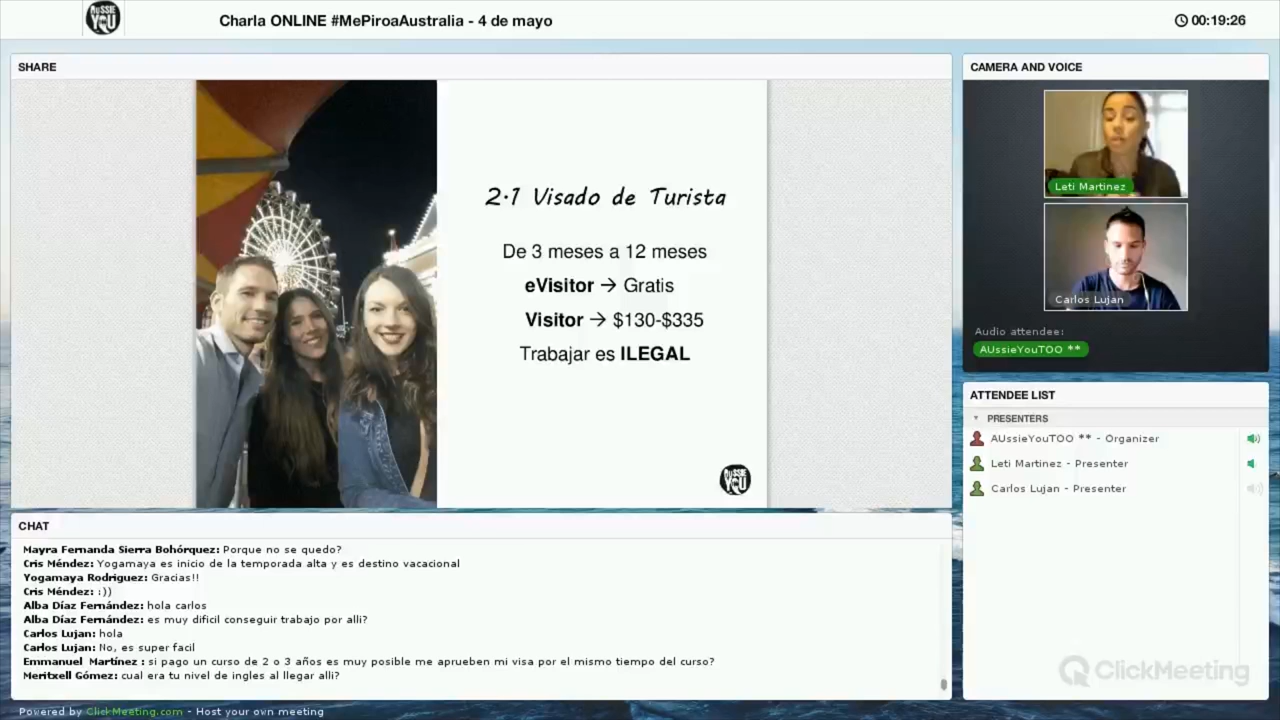 AUSSIE YOU
Charla ONLINE #MePiroaAustralia - 4 de mayo
00:19:26
SHARE
2.1 Visado de Turista
De 3 meses a 12 meses
eVisitor → Gratis
Visitor → $130-$335
Trabajar es ILEGAL
AUSSIE YOU
CAMERA AND VOICE
Leti Martinez
Carlos Lujan
Audio attendee:
AUssieYouTOO **
ATTENDEE LIST
PRESENTERS
AUssieYouTOO ** - Organizer
Leti Martinez - Presenter
Carlos Lujan - Presenter
ClickMeeting
CHAT
Mayra Fernanda Sierra Bohórquez: Porque no se quedo?
Cris Méndez: Yogamaya es inicio de la temporada alta y es destino vacacional
Yogamaya Rodriguez: Gracias!!
Cris Méndez: :))
Alba Díaz Fernández: hola carlos
Alba Díaz Fernández: es muy dificil conseguir trabajo por alli?
Carlos Lujan: hola
Carlos Lujan: No, es super facil
Emmanuel Martínez : si pago un curso de 2 o 3 años es muy posible me aprueben mi visa por el mismo tiempo del curso?
Meritxell Gómez: cual era tu nivel de ingles al llegar alli?
Powered by ClickMeeting.com - Host your own meeting